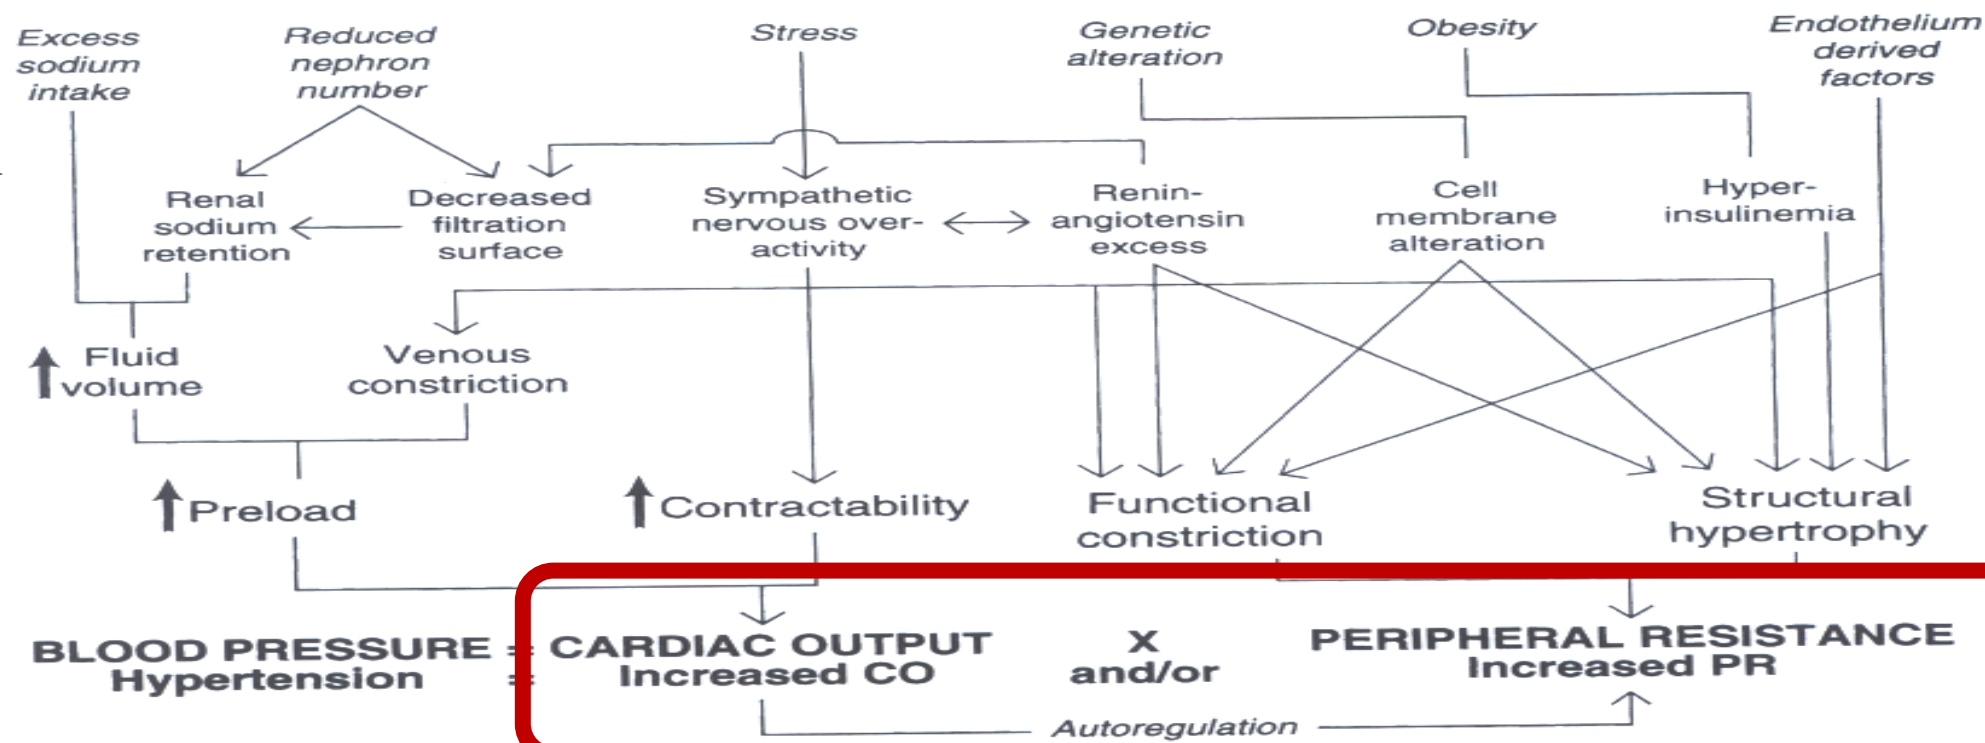 Excess
sodium
intake
Reduced
nephron
number
Stress
Genetic
alteration
Obesity
Endothelium
derived
factors
Renal
sodium
retention
Decreased
filtration
surface
Sympathetic
nervous over-
activity
Renin-
angiotensin
excess
Cell
membrane
alteration
Hyper-
insulinemia
Fluid
volume
Venous
constriction
Preload
Contractability
Functional
constriction
Structural
hypertrophy
BLOOD PRESSURE = CARDIAC OUTPUT X PERIPHERAL RESISTANCE
Hypertension = Increased CO and/or Increased PR
Autoregulation